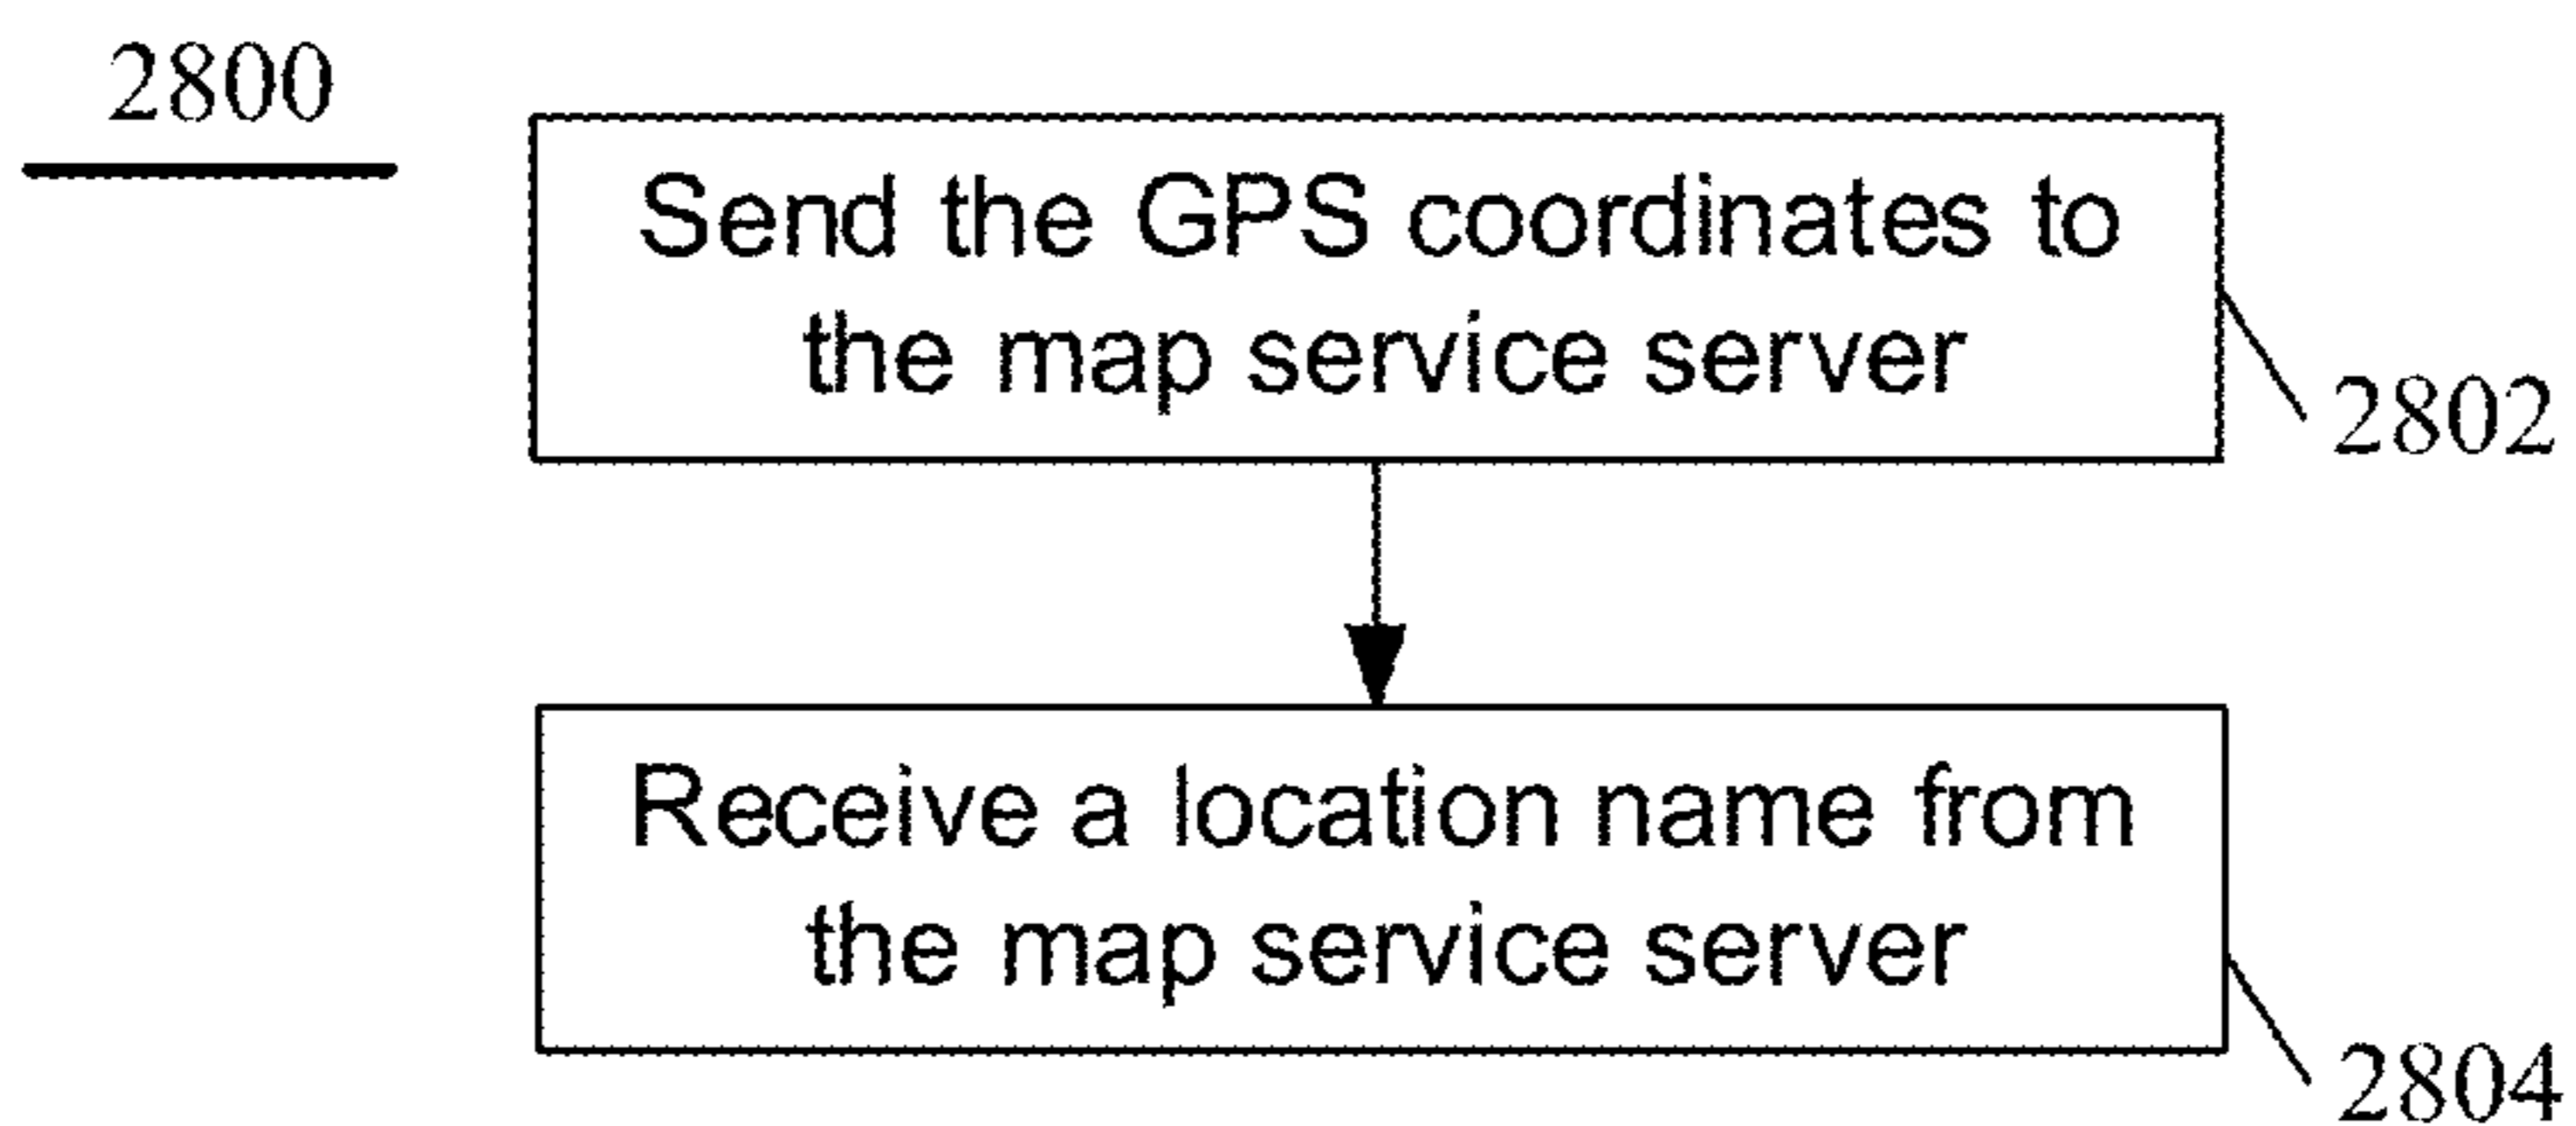 2800
Send the GPS coordinates to
the map service server
2802
Receive a location name from
the map service server
2804